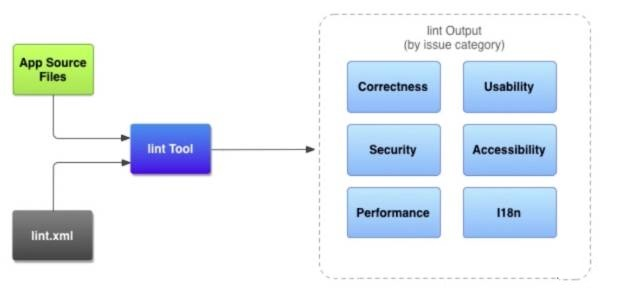 App Source
Files
lint Tool
lint.xml
lint Output
(by issue category)
Correctness
Usability
Security
Accessibility
Performance
I18n